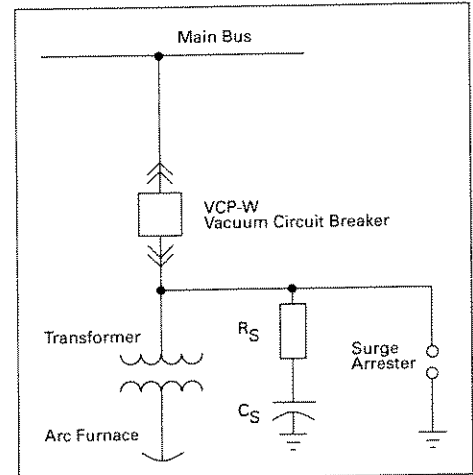 Main Bus
VCP-W
Vacuum Circuit Breaker
Transformer
RS
Surge
Arrester
CS
Arc Furnace